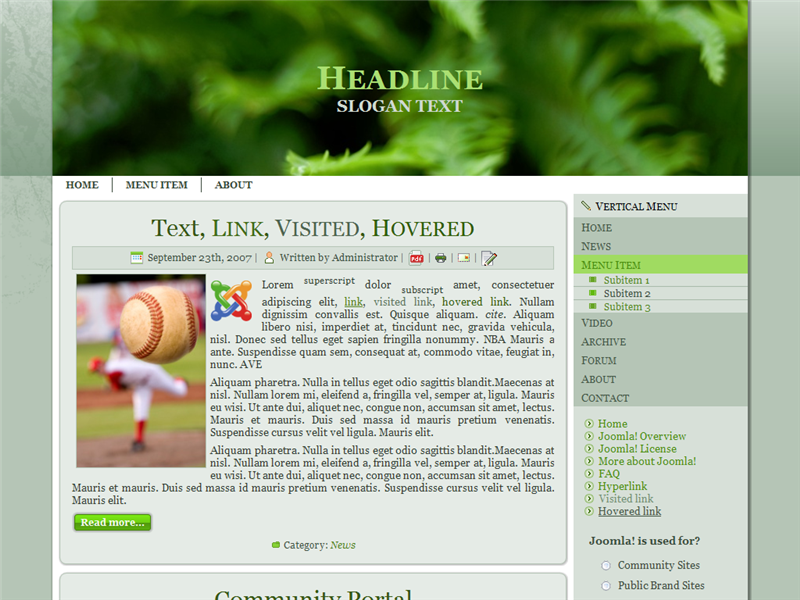 HEADLINE
SLOGAN TEXT
HOME MENU ITEM ABOUT
Text, LINK, VISITED, HOVERED
September 23th, 2007 | Written by Administrator | PDF | | |
Lorem superscript dolor subscript amet, consectetuer
adipiscing elit, link, visited link, hovered link. Nullam
dignissim convallis est. Quisque aliquam. cite. Aliquam
libero nisi, imperdiet at, tincidunt nec, gravida vehicula,
nisl. Donec sed tellus eget sapien fringilla nonummy. NBA Mauris a
ante. Suspendisse quam sem, consequat at, commodo vitae, feugiat in,
nunc. AVE
Aliquam pharetra. Nulla in tellus eget odio sagittis blandit.Maecenas at
nisl. Nullam lorem mi, eleifend a, fringilla vel, semper at, ligula. Mauris
eu wisi. Ut ante dui, aliquet nec, congue non, accumsan sit amet, lectus.
Mauris et mauris. Duis sed massa id mauris pretium venenatis.
Suspendisse cursus velit vel ligula. Mauris elit.
Aliquam pharetra. Nulla in tellus eget odio sagittis blandit.Maecenas at
nisl. Nullam lorem mi, eleifend a, fringilla vel, semper at, ligula. Mauris
eu wisi. Ut ante dui, aliquet nec, congue non, accumsan sit amet, lectus.
Mauris et mauris. Duis sed massa id mauris pretium venenatis. Suspendisse cursus velit vel ligula.
Mauris elit.
Read more...
Category: News
Community Portal
VERTICAL MENU
HOME
NEWS
MENU ITEM
Subitem 1
Subitem 2
Subitem 3
VIDEO
ARCHIVE
FORUM
ABOUT
CONTACT
Home
Joomla! Overview
Joomla! License
More about Joomla!
FAQ
Hyperlink
Visited link
Hovered link
Joomla! is used for?
Community Sites
Public Brand Sites